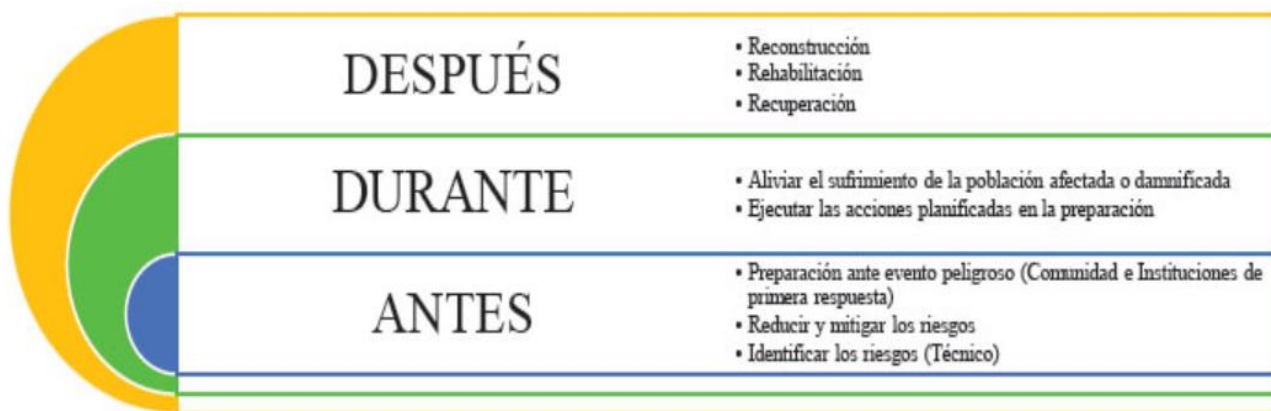 DESPUÉS
• Reconstrucción
• Rehabilitación
• Recuperación
DURANTE
• Aliviar el sufrimiento de la población afectada o damnificada
• Ejecutar las acciones planificadas en la preparación
ANTES
• Preparación ante evento peligroso (Comunidad e Instituciones de
primera respuesta)
• Reducir y mitigar los riesgos
• Identificar los riesgos (Técnico)